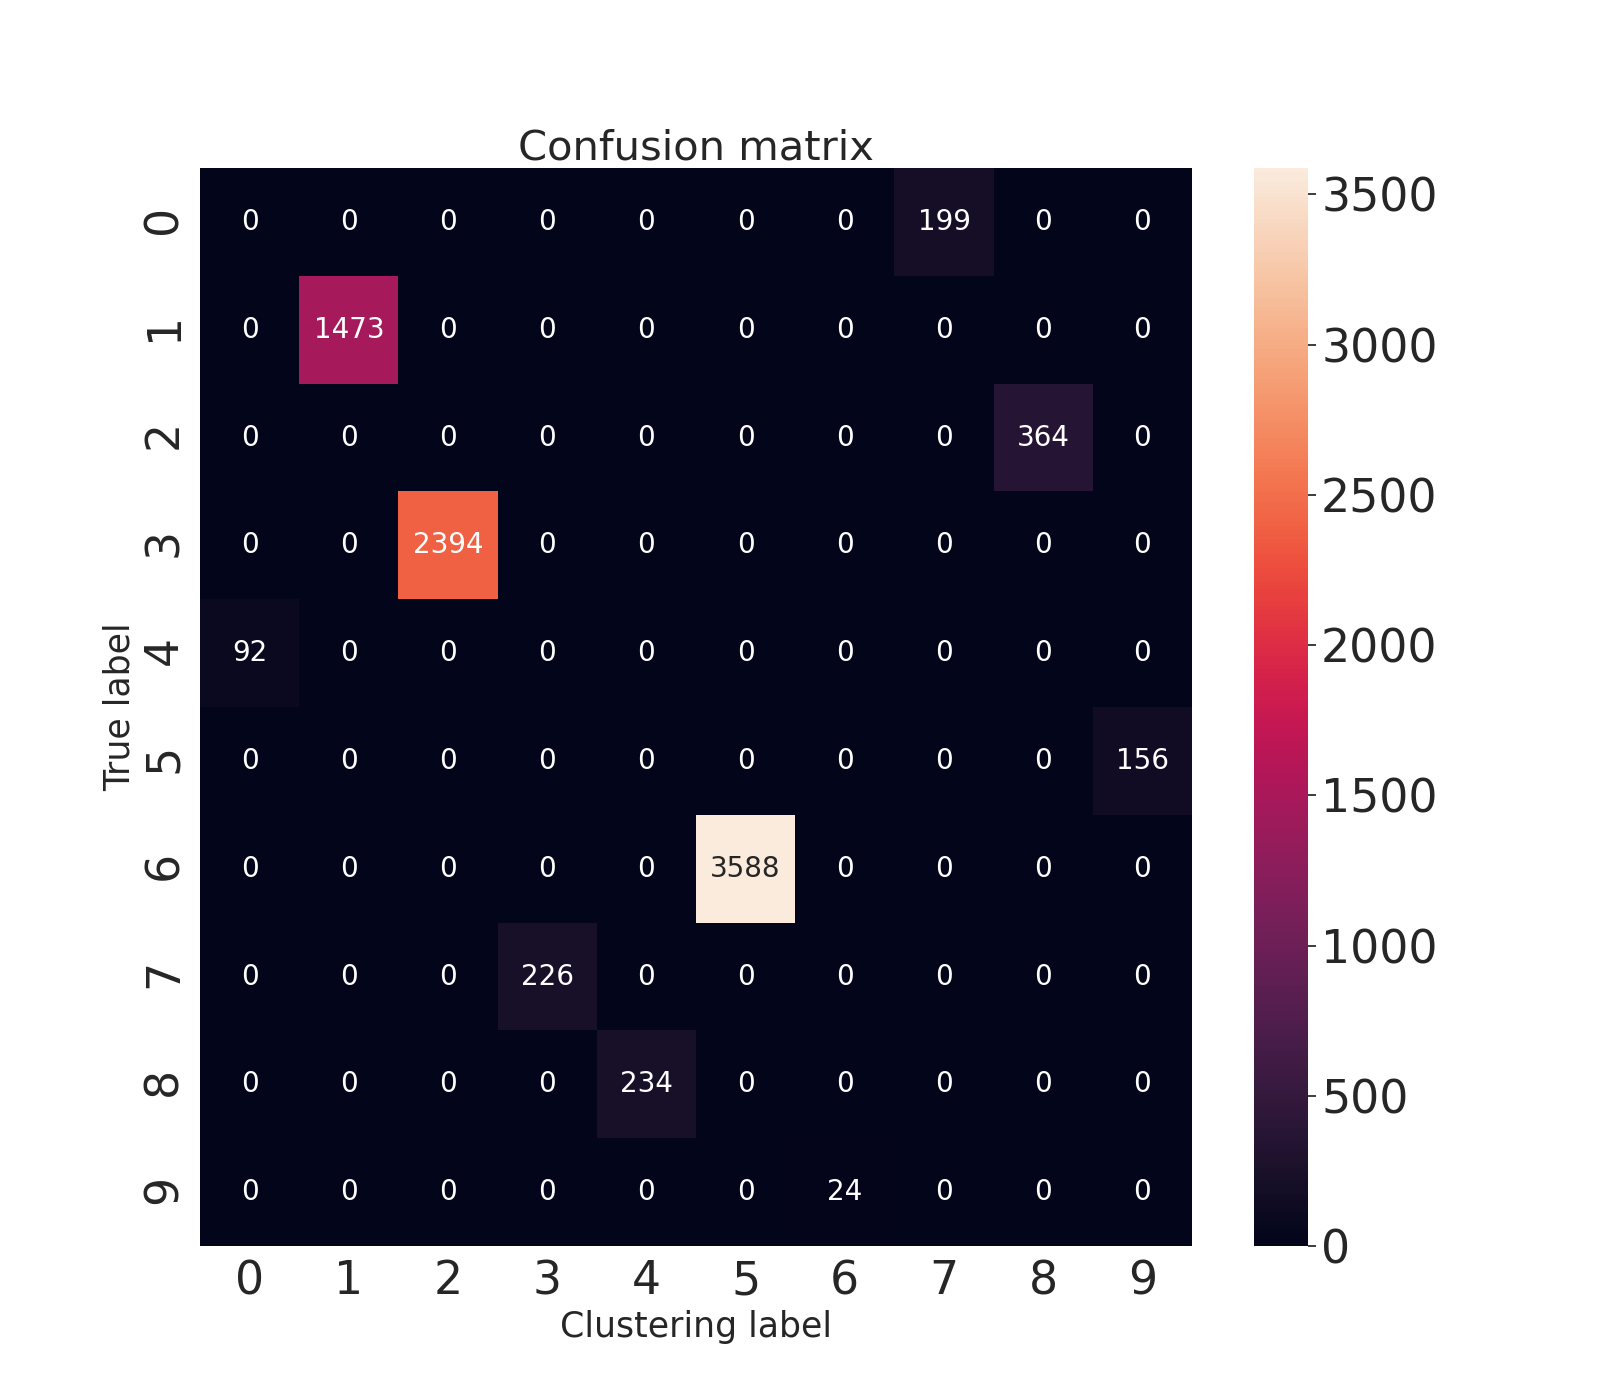 Confusion matrix
0 0 0 0 0 0 0 0 199 0 0
1 0 1473 0 0 0 0 0 0 0 0
2 0 0 0 0 0 0 0 0 364 0
3 0 0 2394 0 0 0 0 0 0 0
4 92 0 0 0 0 0 0 0 0 0
5 0 0 0 0 0 0 0 0 0 156
6 0 0 0 0 0 3588 0 0 0 0
7 0 0 0 226 0 0 0 0 0 0
8 0 0 0 0 234 0 0 0 0 0
9 0 0 0 0 0 0 24 0 0 0
0 1 2 3 4 5 6 7 8 9
True label
Clustering label
3500
3000
2500
2000
1500
1000
500
0